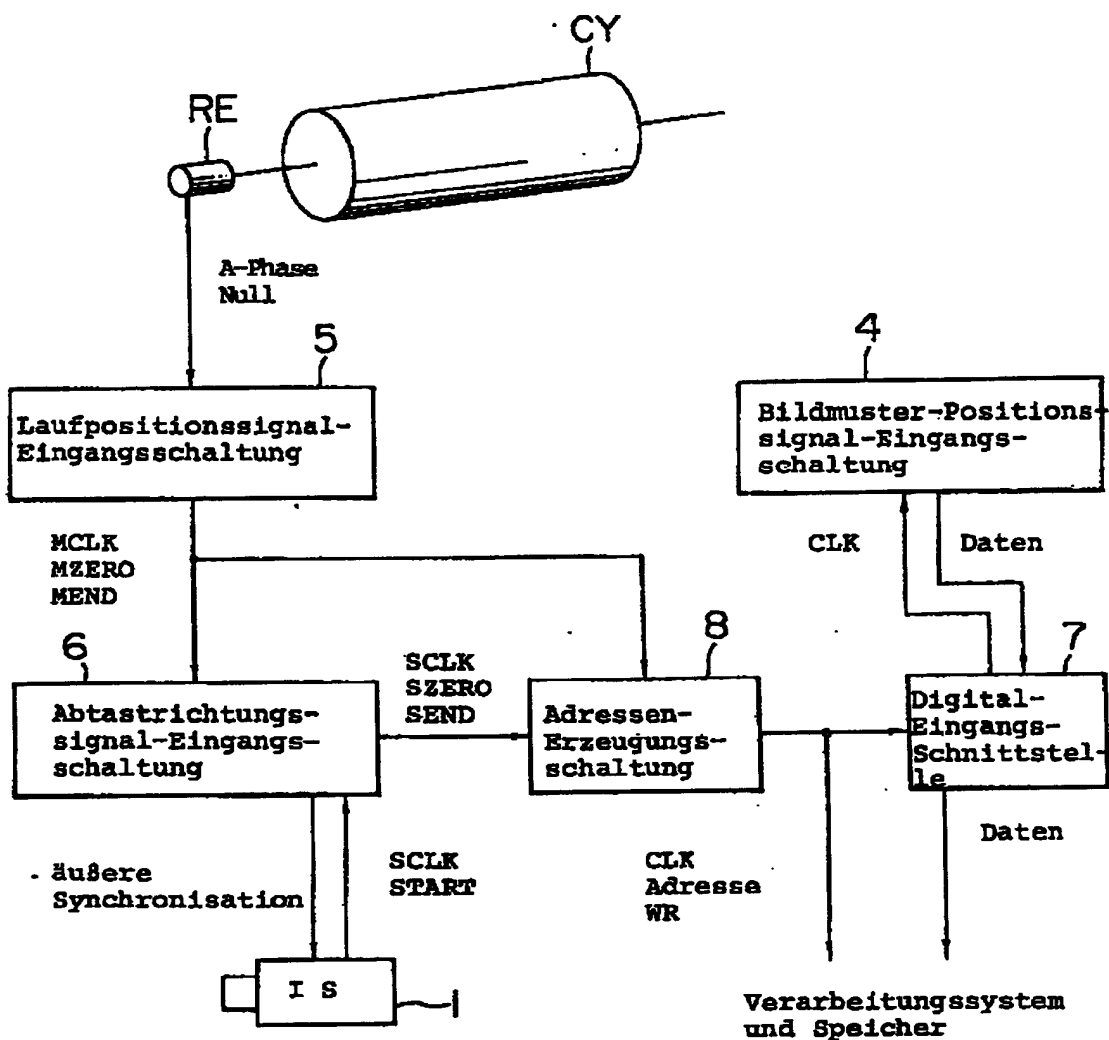 CY
RE
A-Phase
Null
5
4
Laufpositionssignal-
Eingangsschaltung
Bildmuster-Positions-
signal-Eingangs-
schaltung
MCLK
MZERO
MEND
CLK
Daten
6
SCLK
SZERO
SEND
8
7
Abtastrichtungs-
signal-Eingangs-
schaltung
Adressen-
Erzeugungs-
schaltung
Digital-
Eingangs-
Schnittstel-
le
äußere
Synchronisation
SCLK
START
CLK
Adresse
WR
Daten
I S
Verarbeitungssystem
und Speicher